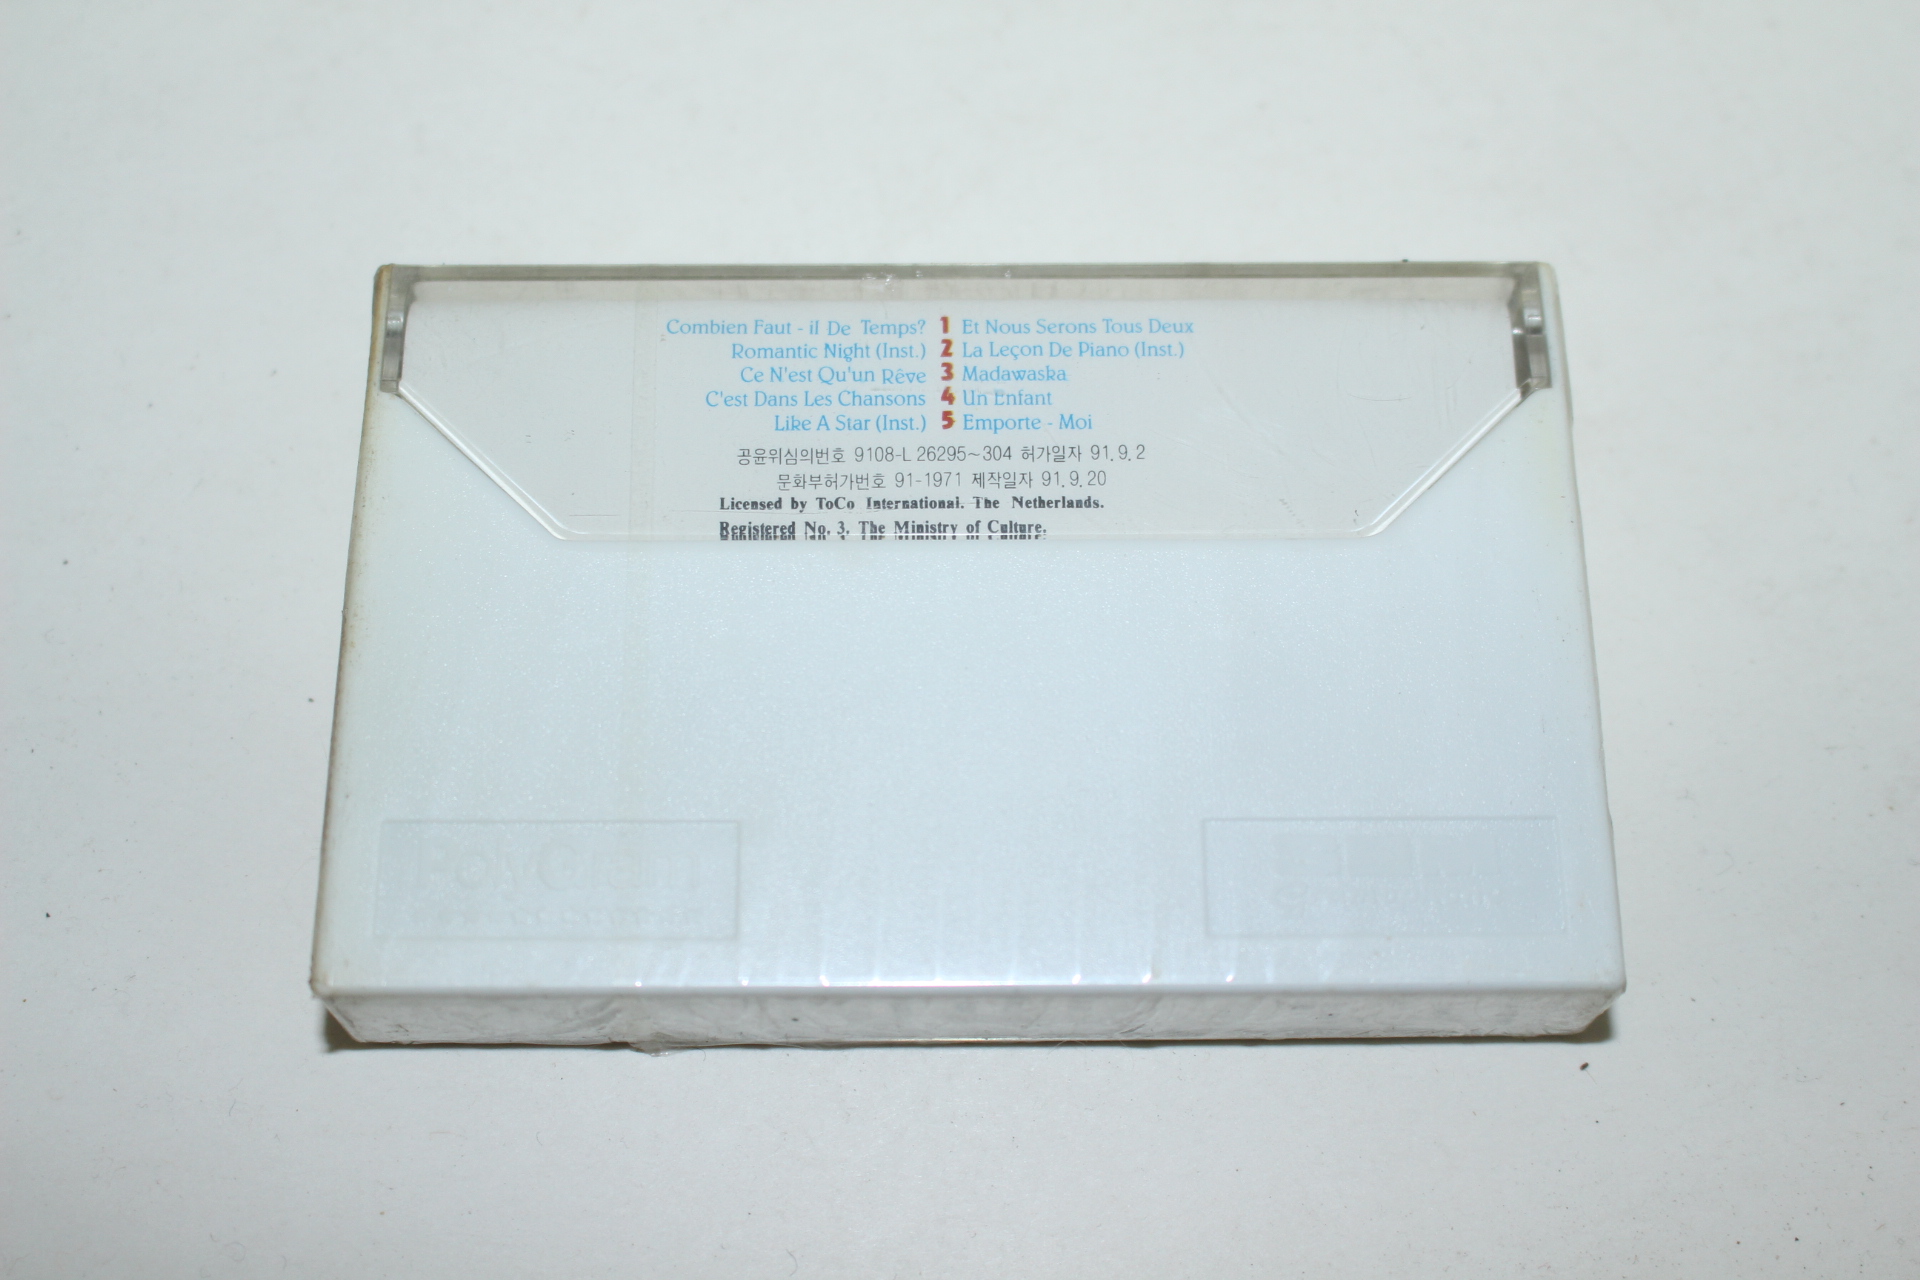 Combien Faut - il De Temps? 1 Et Nous Serons Tous Deux
Romantic Night (Inst.) 2 La Leçon De Piano (Inst.)
Ce N'est Qu'un Rêve 3 Madawaska
C'est Dans Les Chansons 4 Un Enfant
Like A Star (Inst.) 5 Emporte - Moi
공윤위심의번호 9108-L 26295~304 허가일자 91.9.2
문화부허가번호 91-1971 제작일자 91.9.20
Licensed by ToCo International. The Netherlands.
Registered No. 3. The Ministry of Culture.
PolyGram